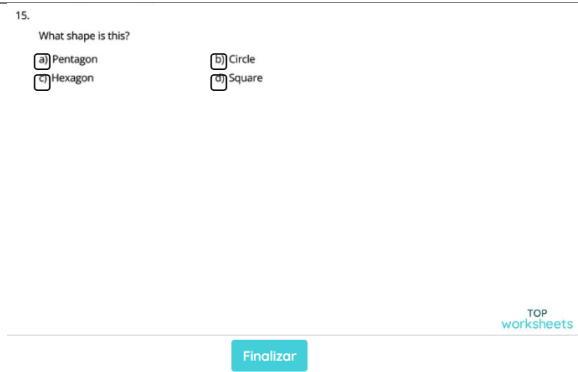 15.
What shape is this?
a) Pentagon b) Circle
c) Hexagon d) Square
TOP
worksheets
Finalizar